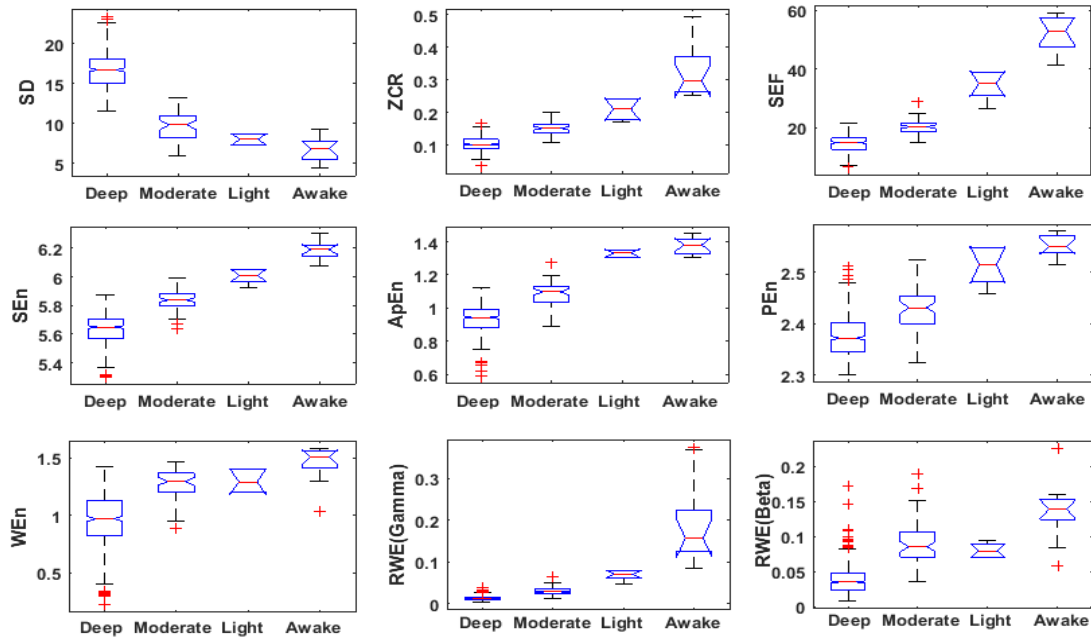 SD
20
15
10
5
Deep Moderate Light Awake
ZCR
0.5
0.4
0.3
0.2
0.1
Deep Moderate Light Awake
SEF
60
40
20
Deep Moderate Light Awake
SEn
6.2
6
5.8
5.6
5.4
Deep Moderate Light Awake
ApEn
1.4
1.2
1
0.8
0.6
Deep Moderate Light Awake
PEn
2.5
2.4
2.3
Deep Moderate Light Awake
WEn
1.5
1
0.5
Deep Moderate Light Awake
RWE(Gamma)
0.4
0.3
0.2
0.1
0
Deep Moderate Light Awake
RWE(Beta)
0.2
0.15
0.1
0.05
0
Deep Moderate Light Awake